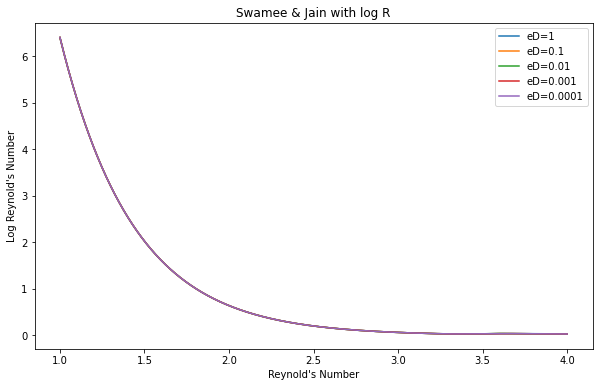 Swamee & Jain with log R
eD=1
eD=0.1
eD=0.01
eD=0.001
eD=0.0001
Log Reynold's Number
6
5
4
3
2
1
0
1.0 1.5 2.0 2.5 3.0 3.5 4.0
Reynold's Number